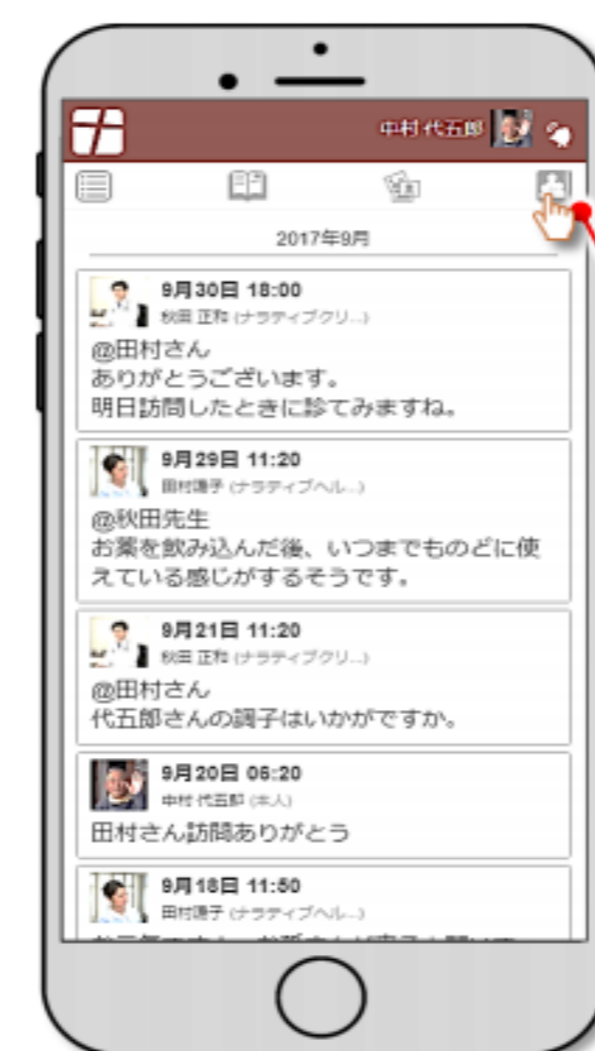 中村 代五郎
2017年9月
9月30日 18:00
秋田 正和 (ナラティブクリ...)
@田村さん
ありがとうございます。
明日訪問したときに診てみますね。
9月29日 11:20
(ナラティブヘル...)
@秋田先生
お薬を飲み込んだ後、いつまでものどに使
えている感じがするそうです。
9月21日 11:20
秋田 正和 (ナラティブクリ...)
@田村さん
代五郎さんの調子はいかがですか。
9月20日 06:20
中村 代五郎 (本人)
田村さん訪問ありがとう
9月18日 11:50
(ナラティブヘル...)